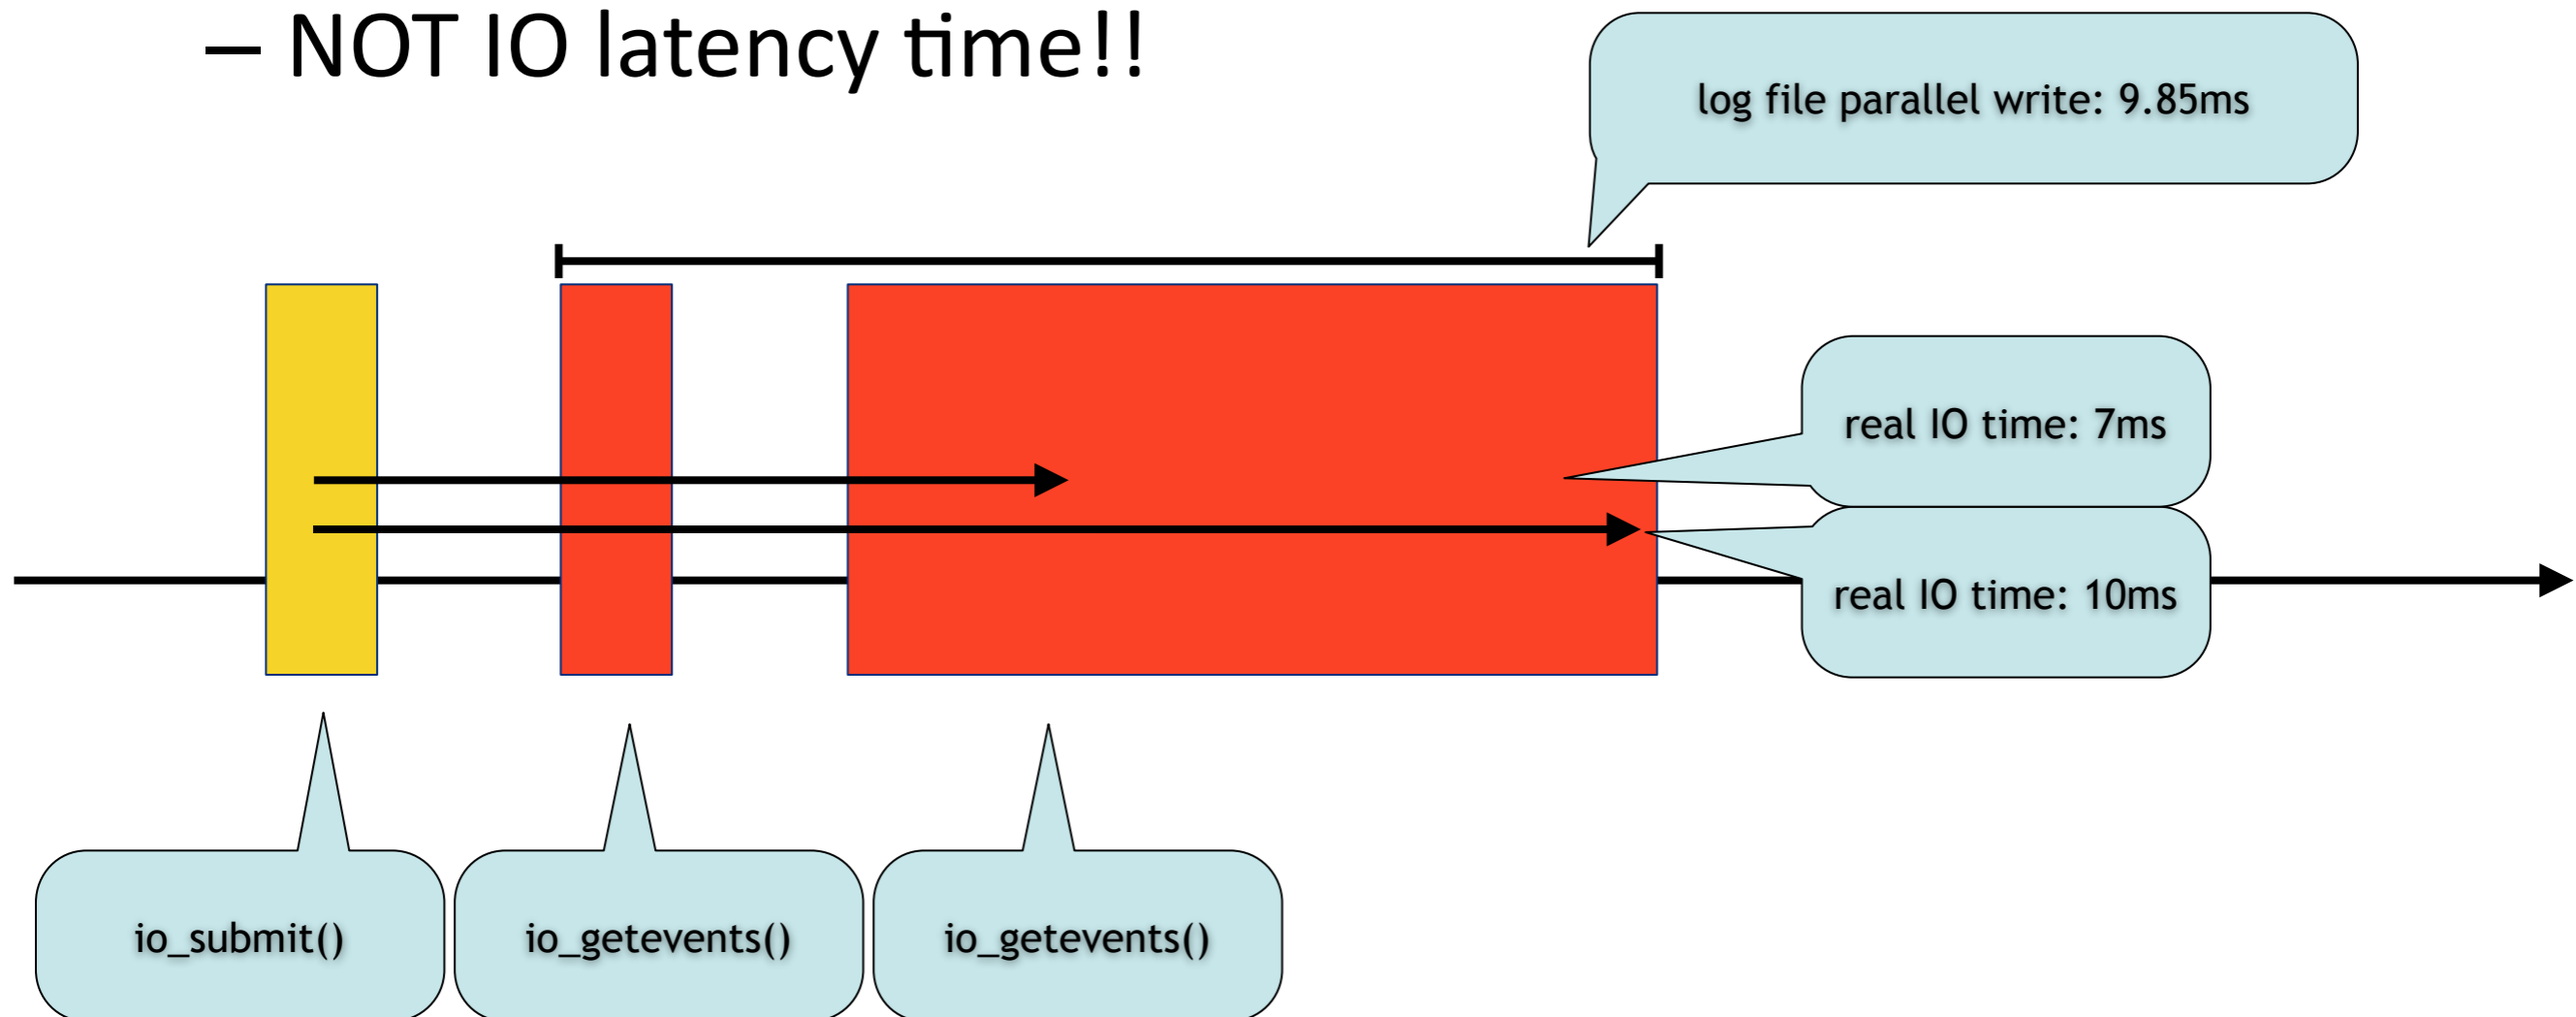 – NOT IO latency time!!
log file parallel write: 9.85ms
real IO time: 7ms
real IO time: 10ms
io_submit()
io_getevents()
io_getevents()